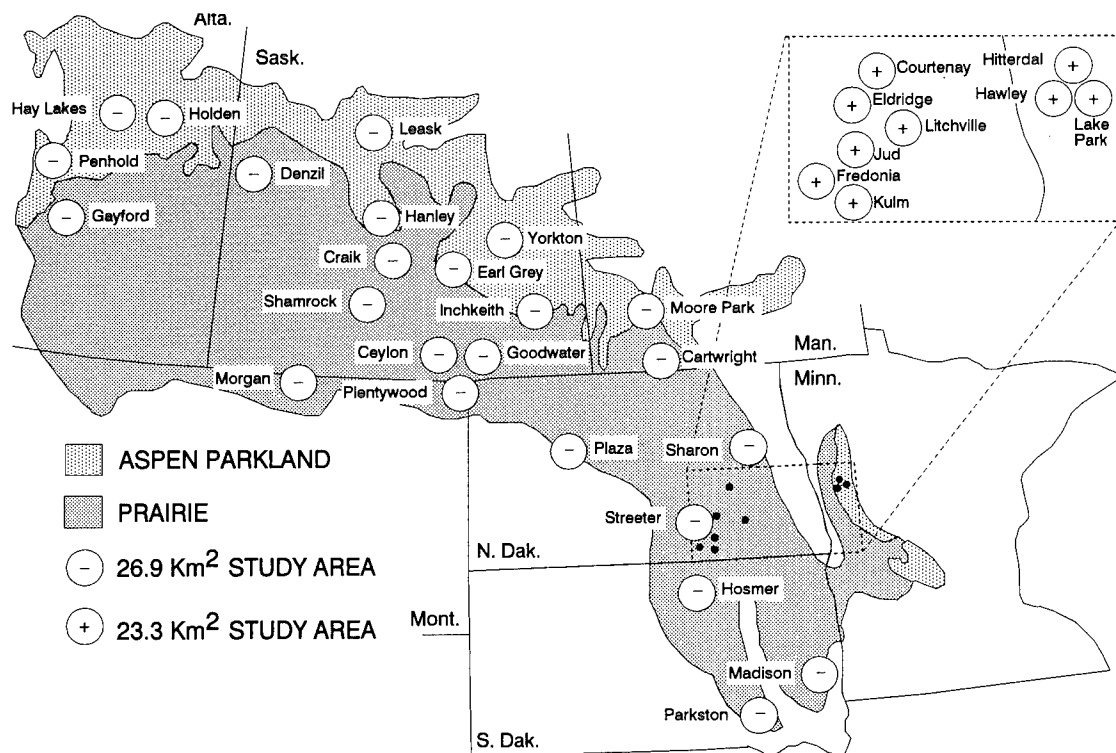 Alta.
Sask.
Hay Lakes
Holden
Leask
Penhold
Denzil
Gayford
Hanley
Yorkton
Craik
Earl Grey
Shamrock
Inchkeith
Moore Park
Ceylon
Goodwater
Cartwright
Man.
Minn.
Morgan
Plentywood
Plaza
Sharon
Streeter
N. Dak.
Hosmer
Mont.
Madison
Parkston
S. Dak.
Courtenay
Hitterdal
Eldridge
Hawley
Litchville
Lake
Park
Jud
Fredonia
Kulm
ASPEN PARKLAND
PRAIRIE
- 26.9 Km² STUDY AREA
+ 23.3 Km² STUDY AREA